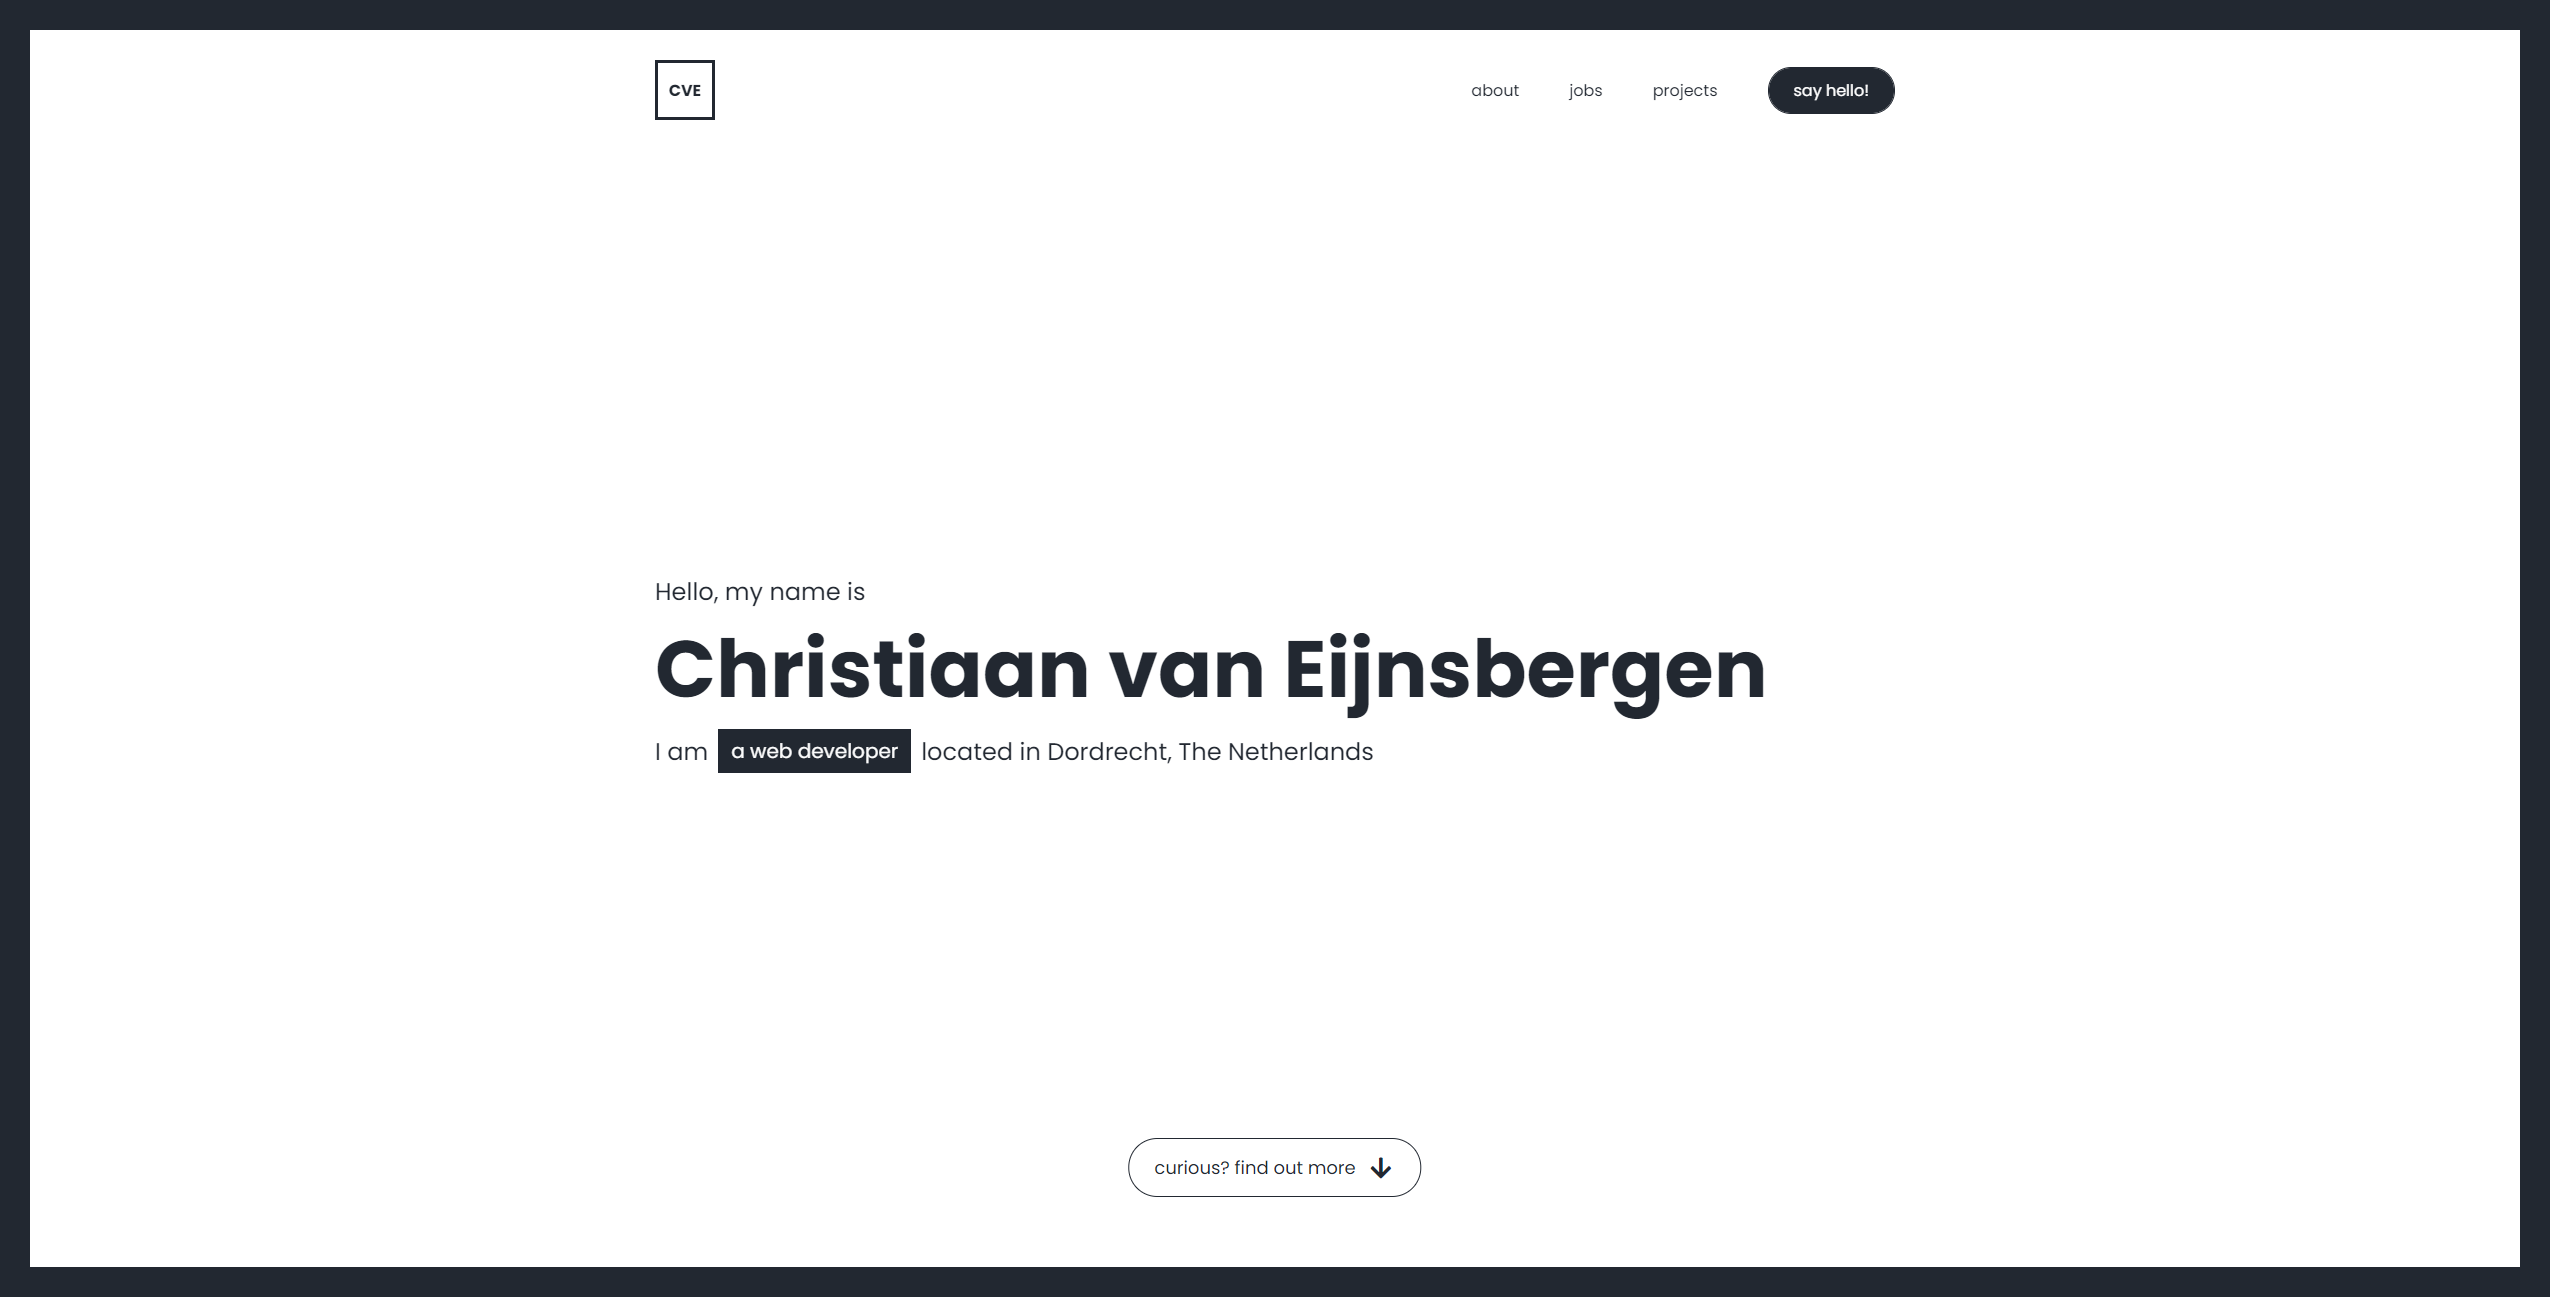 CVE
about jobs projects say hello!
Hello, my name is
Christiaan van Eijnsbergen
I am a web developer located in Dordrecht, The Netherlands
curious? find out more